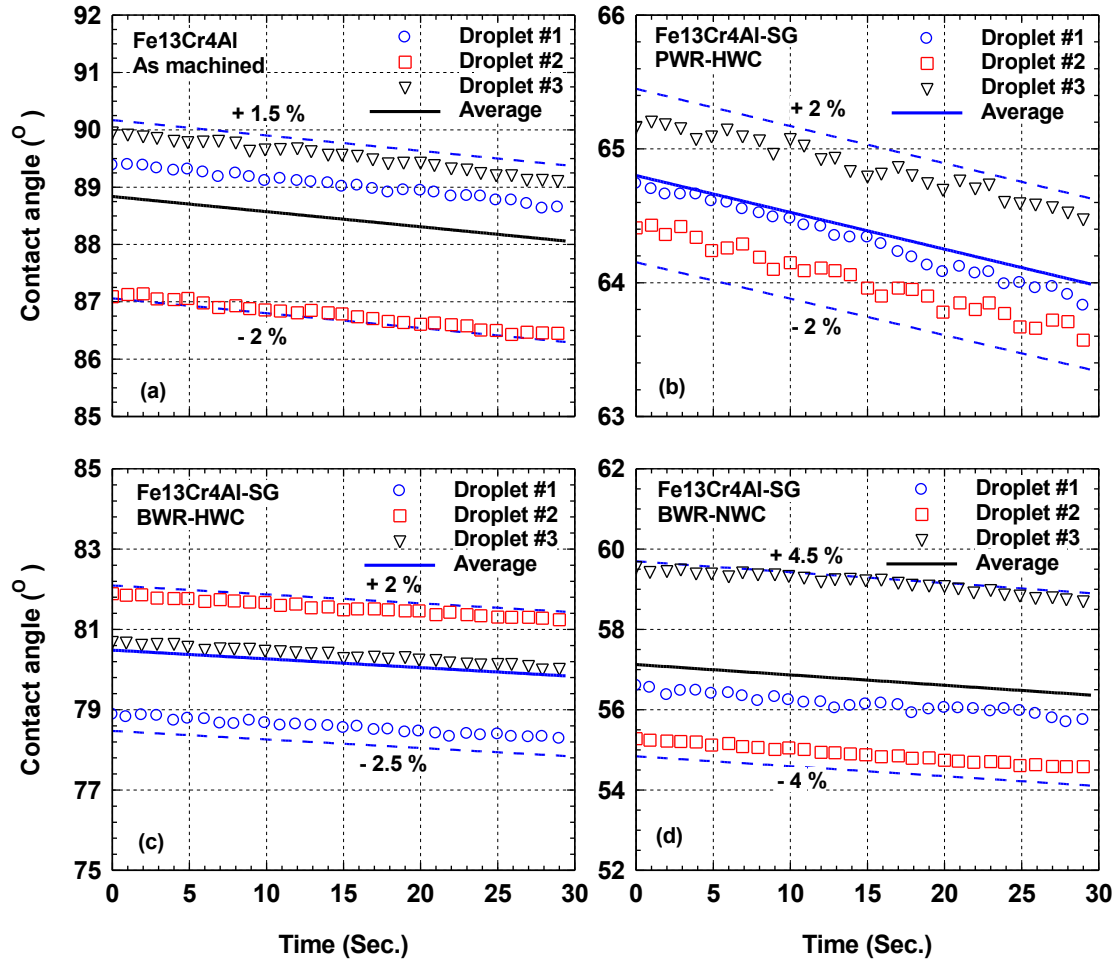 Contact angle (O)
92
91
90
89
88
87
86
85
Fe13Cr4Al
As machined
Droplet #1
Droplet #2
Droplet #3
Average
+ 1.5 %
- 2 %
(a)
66
65
64
63
Fe13Cr4Al-SG
PWR-HWC
Droplet #1
Droplet #2
Droplet #3
Average
+ 2 %
- 2 %
(b)
Contact angle (O)
85
83
81
79
77
75
Fe13Cr4Al-SG
BWR-HWC
Droplet #1
Droplet #2
Droplet #3
Average
+ 2 %
- 2.5 %
(c)
0 5 10 15 20 25 30
Time (Sec.)
62
60
58
56
54
52
Fe13Cr4Al-SG
BWR-NWC
Droplet #1
Droplet #2
Droplet #3
Average
+ 4.5 %
- 4 %
(d)
0 5 10 15 20 25 30
Time (Sec.)